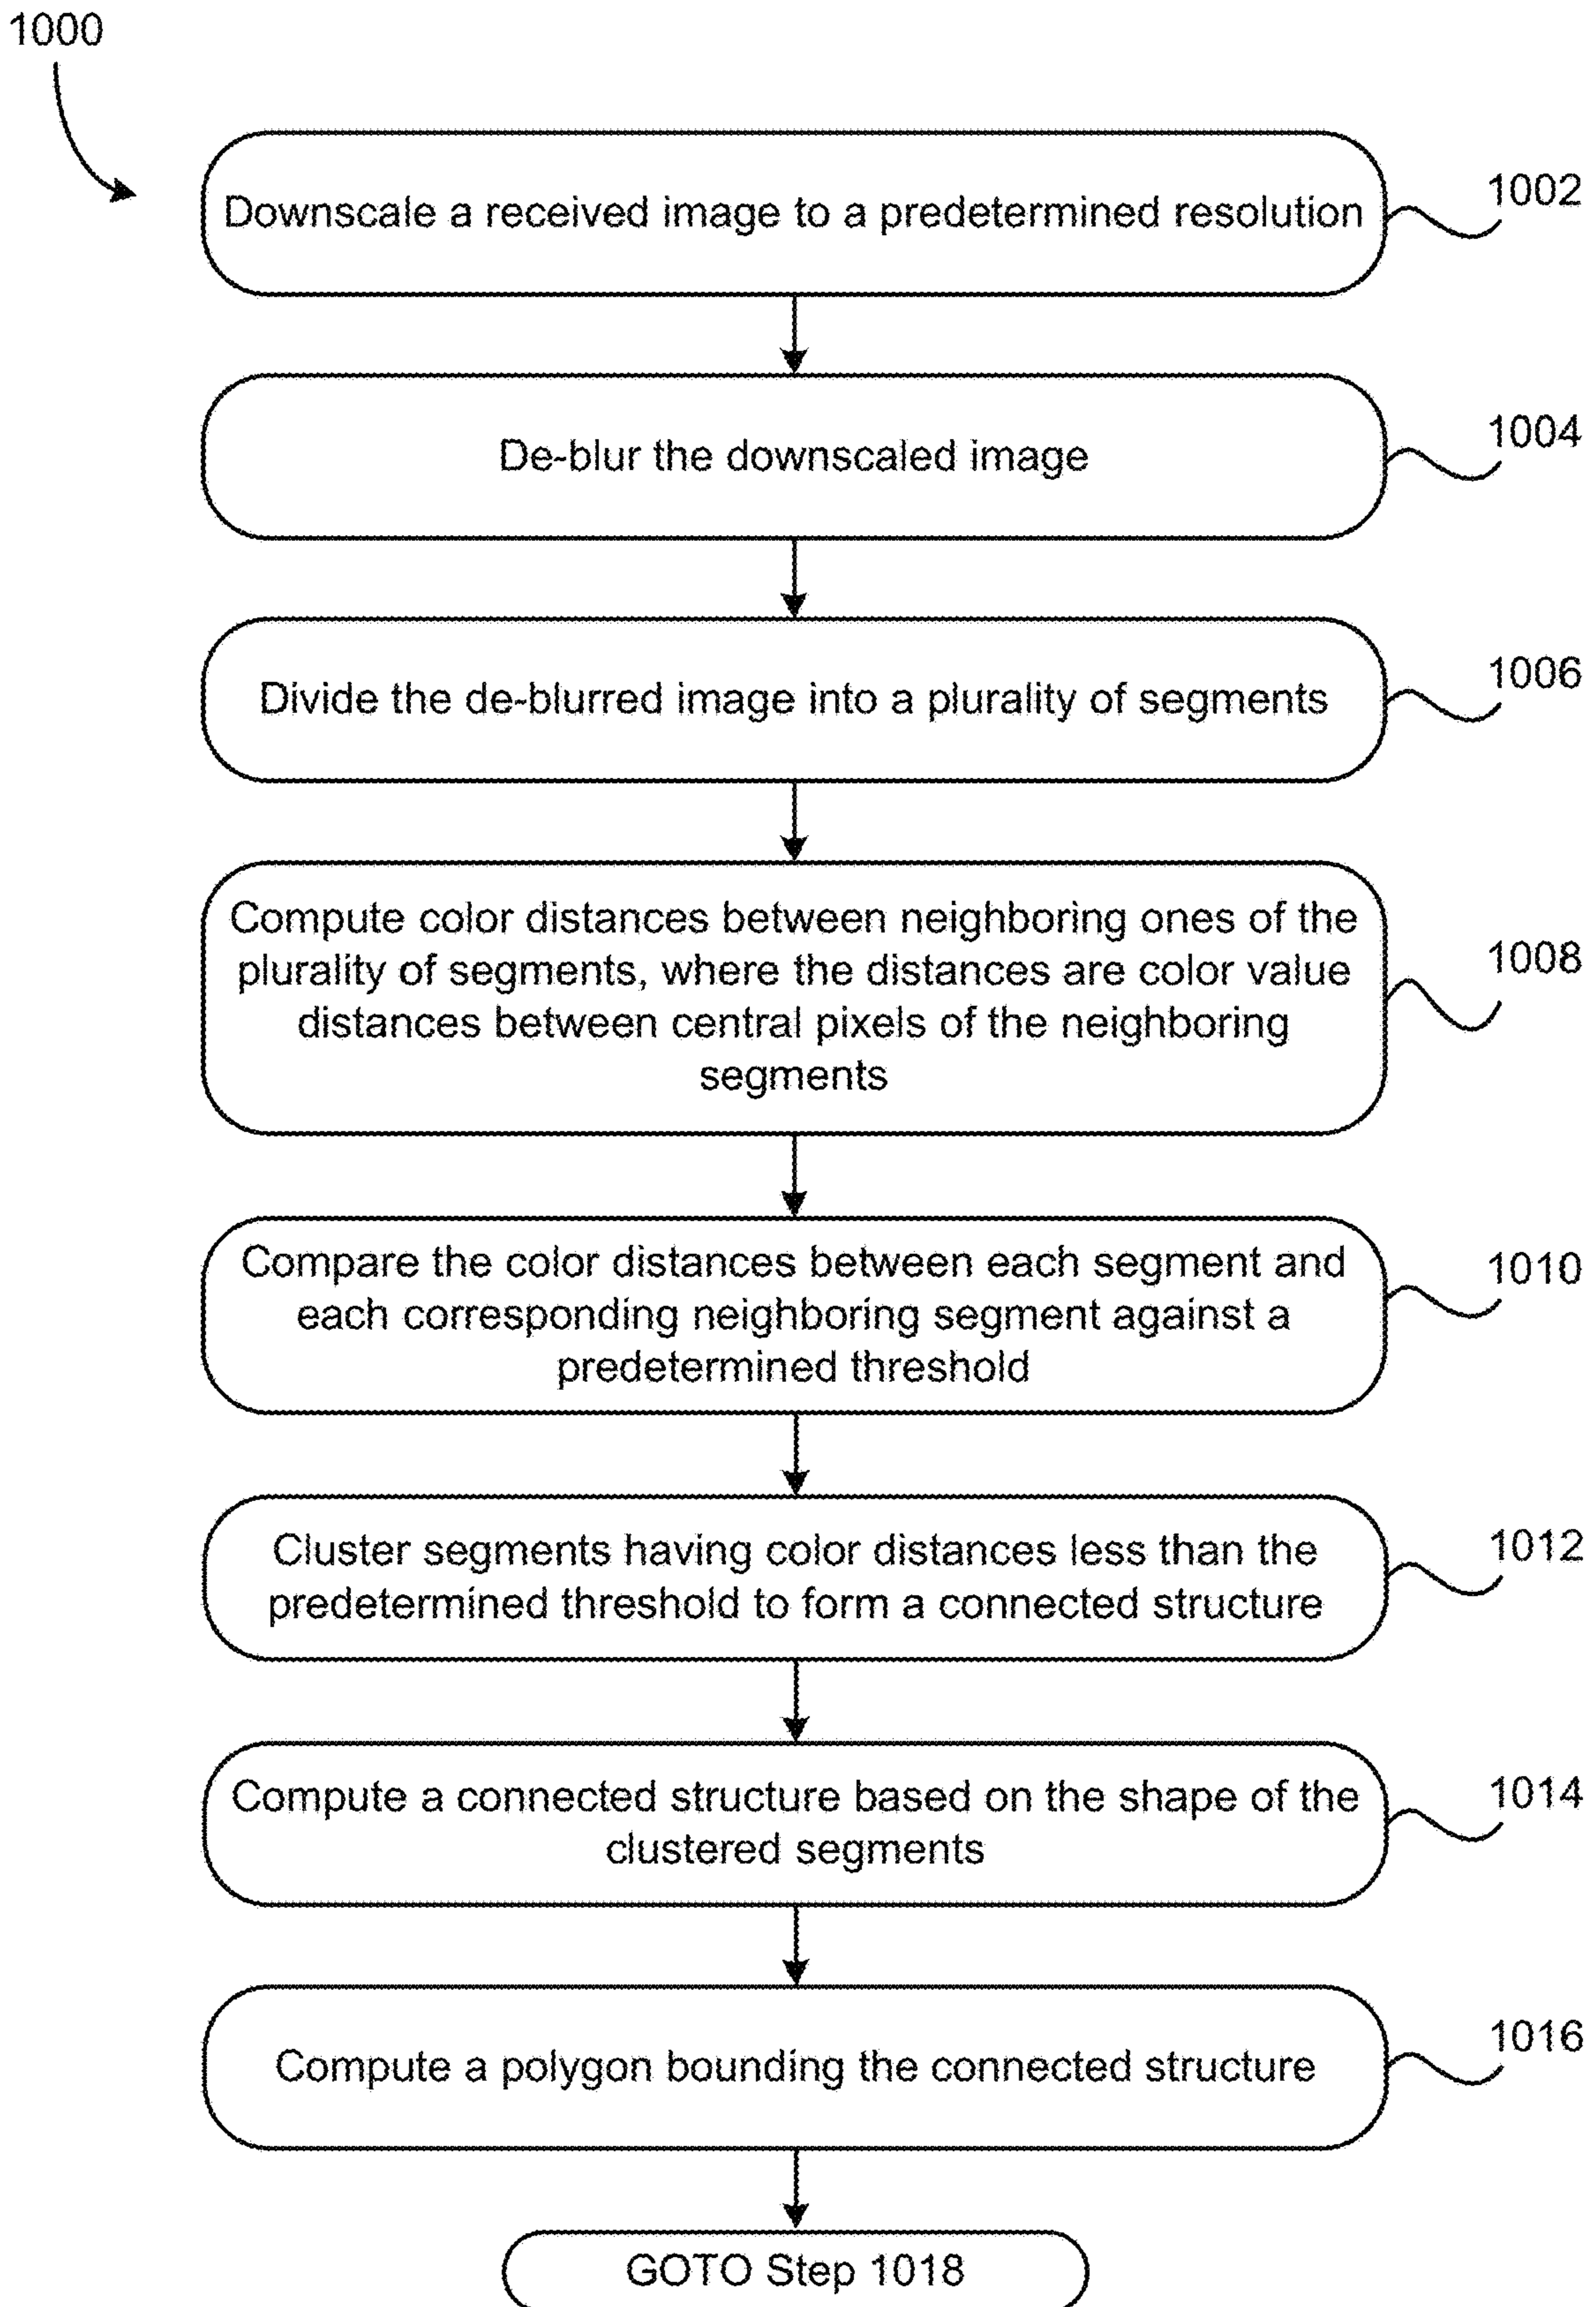 1000
Downscale a received image to a predetermined resolution
1002
De-blur the downscaled image
1004
Divide the de-blurred image into a plurality of segments
1006
Compute color distances between neighboring ones of the
plurality of segments, where the distances are color value
distances between central pixels of the neighboring
segments
1008
Compare the color distances between each segment and
each corresponding neighboring segment against a
predetermined threshold
1010
Cluster segments having color distances less than the
predetermined threshold to form a connected structure
1012
Compute a connected structure based on the shape of the
clustered segments
1014
Compute a polygon bounding the connected structure
1016
GOTO Step 1018